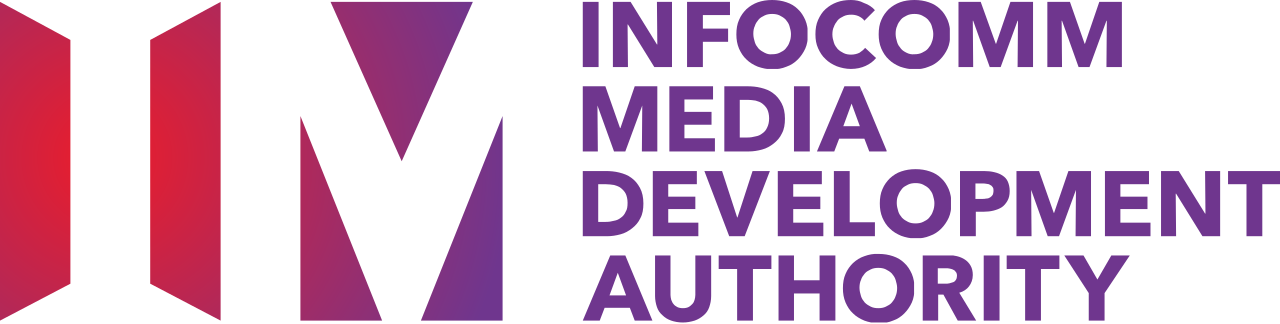 INFOCOMM
MEDIA
DEVELOPMENT
AUTHORITY